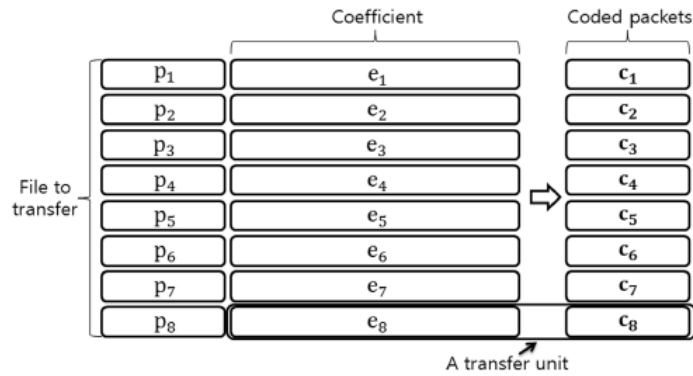 Coefficient Coded packets
p₁ e₁ c₁
p₂ e₂ c₂
p₃ e₃ c₃
p₄ e₄ c₄
File to
transfer
p₅ e₅ c₅
p₆ e₆ c₆
p₇ e₇ c₇
p₈ e₈ c₈
A transfer unit